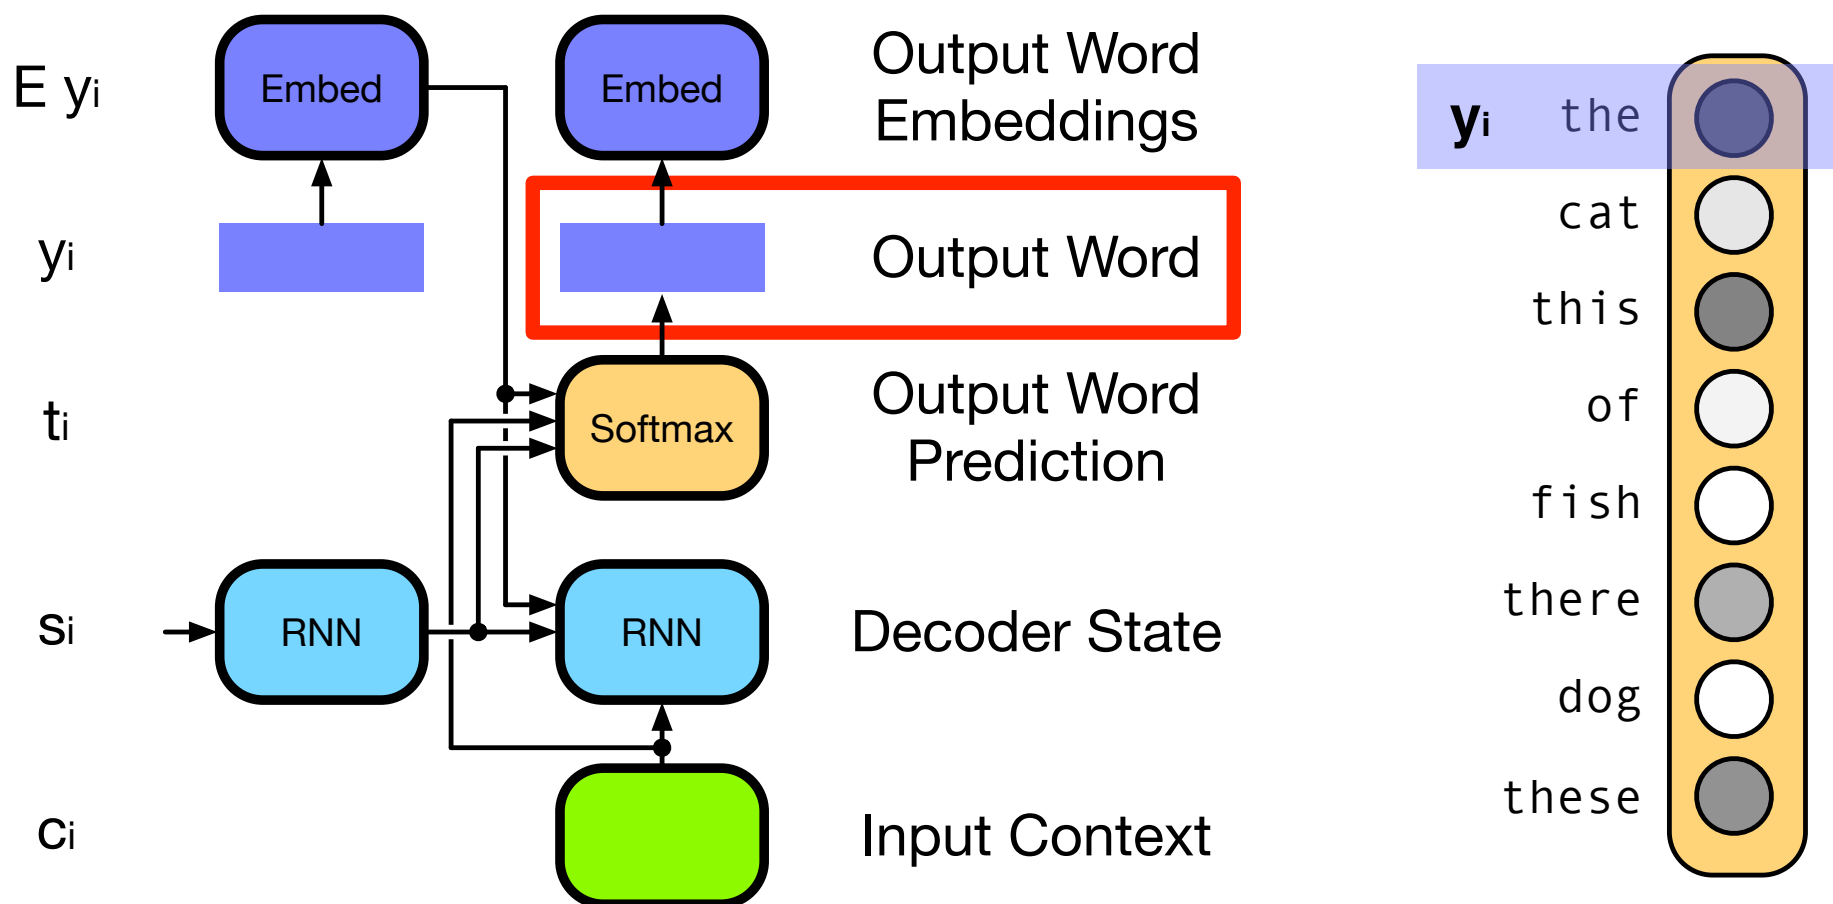 E yi
Embed
Embed
Output Word
Embeddings
yi
Output Word
ti
Softmax
Output Word
Prediction
si
RNN
RNN
Decoder State
ci
Input Context
yi the
cat
this
of
fish
there
dog
these